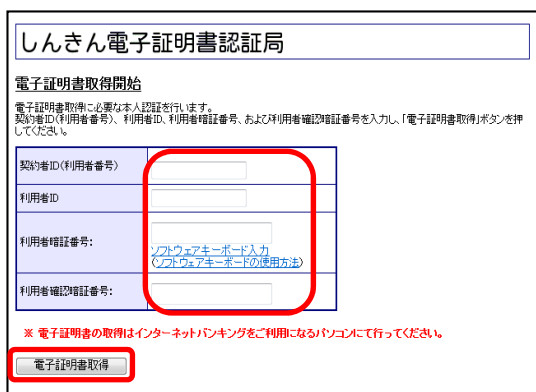 しんきん電子証明書認証局
電子証明書取得開始
電子証明書取得に必要な本人認証を行います。
契約者ID(利用者番号)、利用者ID、利用者暗証番号、および利用者確認暗証番号を入力し、「電子証明書取得」ボタンを押
してください。
契約者ID(利用者番号)
利用者ID
利用者暗証番号:
ソフトウェアキーボード入力
(ソフトウェアキーボードの使用方法)
利用者確認暗証番号:
※ 電子証明書の取得はインターネットバンキングをご利用になるパソコンにて行ってください。
電子証明書取得